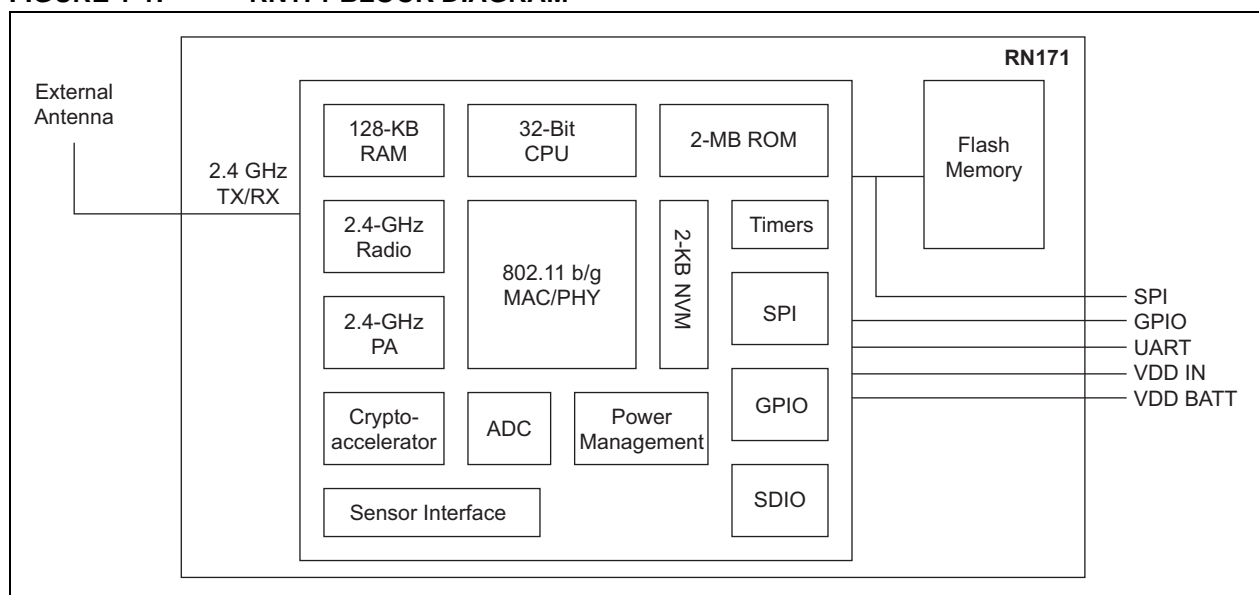 RN171
External
Antenna
2.4 GHz
TX/RX
128-KB
RAM
32-Bit
CPU
2-MB ROM
Flash
Memory
2.4-GHz
Radio
802.11 b/g
MAC/PHY
2-KB NVM
Timers
2.4-GHz
PA
SPI
Crypto-
accelerator
ADC
Power
Management
GPIO
Sensor Interface
SDIO
SPI
GPIO
UART
VDD IN
VDD BATT